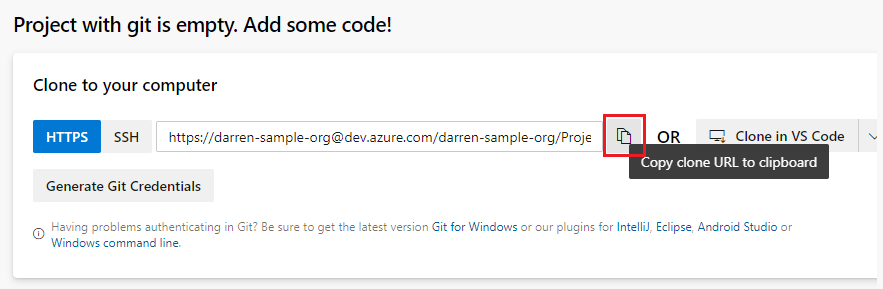 Project with git is empty. Add some code!
Clone to your computer
HTTPS SSH https://darren-sample-org@dev.azure.com/darren-sample-org/Proje OR Clone in VS Code
Copy clone URL to clipboard
Generate Git Credentials
Having problems authenticating in Git? Be sure to get the latest version Git for Windows or our plugins for IntelliJ, Eclipse, Android Studio or
Windows command line.